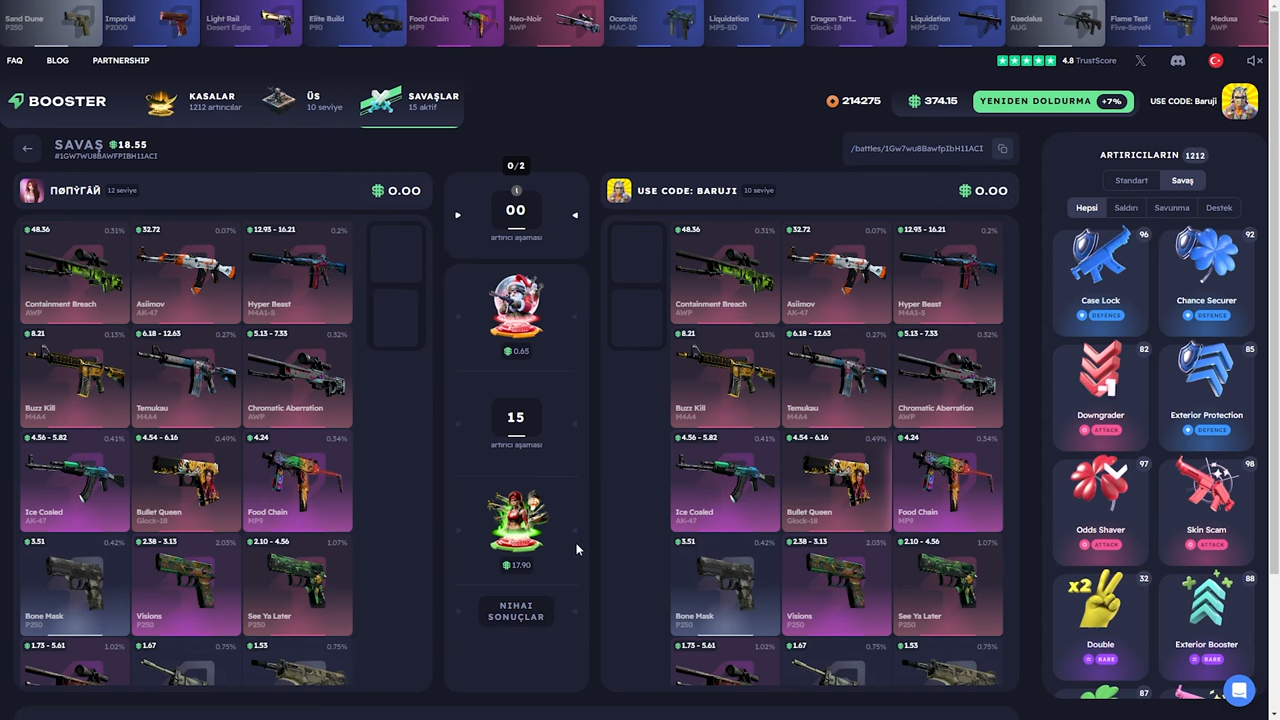 Sand Dune
P250
Imperial
P2000
Light Rail
Desert Eagle
Elite Build
P90
Food Chain
MP9
Neo-Noir
AWP
Oceanic
MAC-10
Liquidation
MP5-SD
Dragon Tatt...
Glock-18
Liquidation
MP5-SD
Daedalus
AUG
Flame Test
Five-SeveN
Medusa
AWP
FAQ
BLOG
PARTNERSHIP
4.8 TrustScore
BOOSTER
KASALAR
1212 artırıcılar
ÜS
10 seviye
SAVAŞLAR
15 aktif
214275
374.15
YENİDEN DOLDURMA +7%
USE CODE: Baruji
SAVAŞ 18.55
#1GW7WU8BAWFPIBH11ACI
/battles/1Gw7wu8BawfpIbH11ACI
0/2
12 seviye
0.00
00
artırıcı aşaması
USE CODE: BARUJI 10 seviye
0.00
48.36 0.31%
Containment Breach
AWP
32.72 0.07%
Asiimov
AK-47
12.93 - 16.21 0.2%
Hyper Beast
M4A1-S
8.21 0.13%
Buzz Kill
M4A4
6.18 - 12.63 0.27%
Temukau
M4A4
5.13 - 7.33 0.32%
Chromatic Aberration
AWP
4.56 - 5.82 0.41%
Ice Coaled
AK-47
4.54 - 6.16 0.49%
Bullet Queen
Glock-18
4.24 0.34%
Food Chain
MP9
3.51 0.42%
Bone Mask
P250
2.38 - 3.13 2.03%
Visions
P250
2.10 - 4.56 1.07%
See Ya Later
P250
1.73 - 5.61 1.02%
1.67 0.75%
1.53 0.75%
0.65
15
artırıcı aşaması
17.90
NIHAI
SONUÇLAR
48.36 0.31%
Containment Breach
AWP
32.72 0.07%
Asiimov
AK-47
12.93 - 16.21 0.2%
Hyper Beast
M4A1-S
8.21 0.13%
Buzz Kill
M4A4
6.18 - 12.63 0.27%
Temukau
M4A4
5.13 - 7.33 0.32%
Chromatic Aberration
AWP
4.56 - 5.82 0.41%
Ice Coaled
AK-47
4.54 - 6.16 0.49%
Bullet Queen
Glock-18
4.24 0.34%
Food Chain
MP9
3.51 0.42%
Bone Mask
P250
2.38 - 3.13 2.03%
Visions
P250
2.10 - 4.56 1.07%
See Ya Later
P250
1.73 - 5.61 1.02%
1.67 0.75%
1.53 0.75%
ARTIRICILARIN 1212
Standart
Savaş
Hepsi
Saldırı
Savunma
Destek
96
Case Lock
DEFENCE
92
Chance Securer
DEFENCE
82
-1
Downgrader
ATTACK
85
Exterior Protection
DEFENCE
97
Odds Shaver
ATTACK
98
Skin Scam
ATTACK
32
x2
Double
RARE
88
Exterior Booster
RARE
87
94